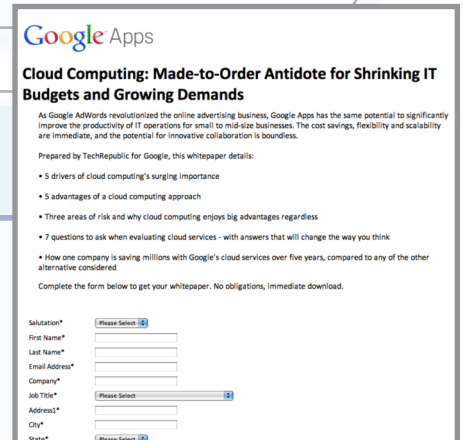 Google Apps
Cloud Computing: Made-to-Order Antidote for Shrinking IT
Budgets and Growing Demands
As Google AdWords revolutionized the online advertising business, Google Apps has the same potential to significantly
improve the productivity of IT operations for small to mid-size businesses. The cost savings, flexibility and scalability
are immediate, and the potential for innovative collaboration is boundless.
Prepared by TechRepublic for Google, this whitepaper details:
• 5 drivers of cloud computing's surging importance
• 5 advantages of a cloud computing approach
• Three areas of risk and why cloud computing enjoys big advantages regardless
• 7 questions to ask when evaluating cloud services - with answers that will change the way you think
• How one company is saving millions with Google's cloud services over five years, compared to any of the other
alternative considered
Complete the form below to get your whitepaper. No obligations, immediate download.
Salutation* Please Select
First Name*
Last Name*
Email Address*
Company*
Job Title* Please Select
Address1*
City*
State* Please Select